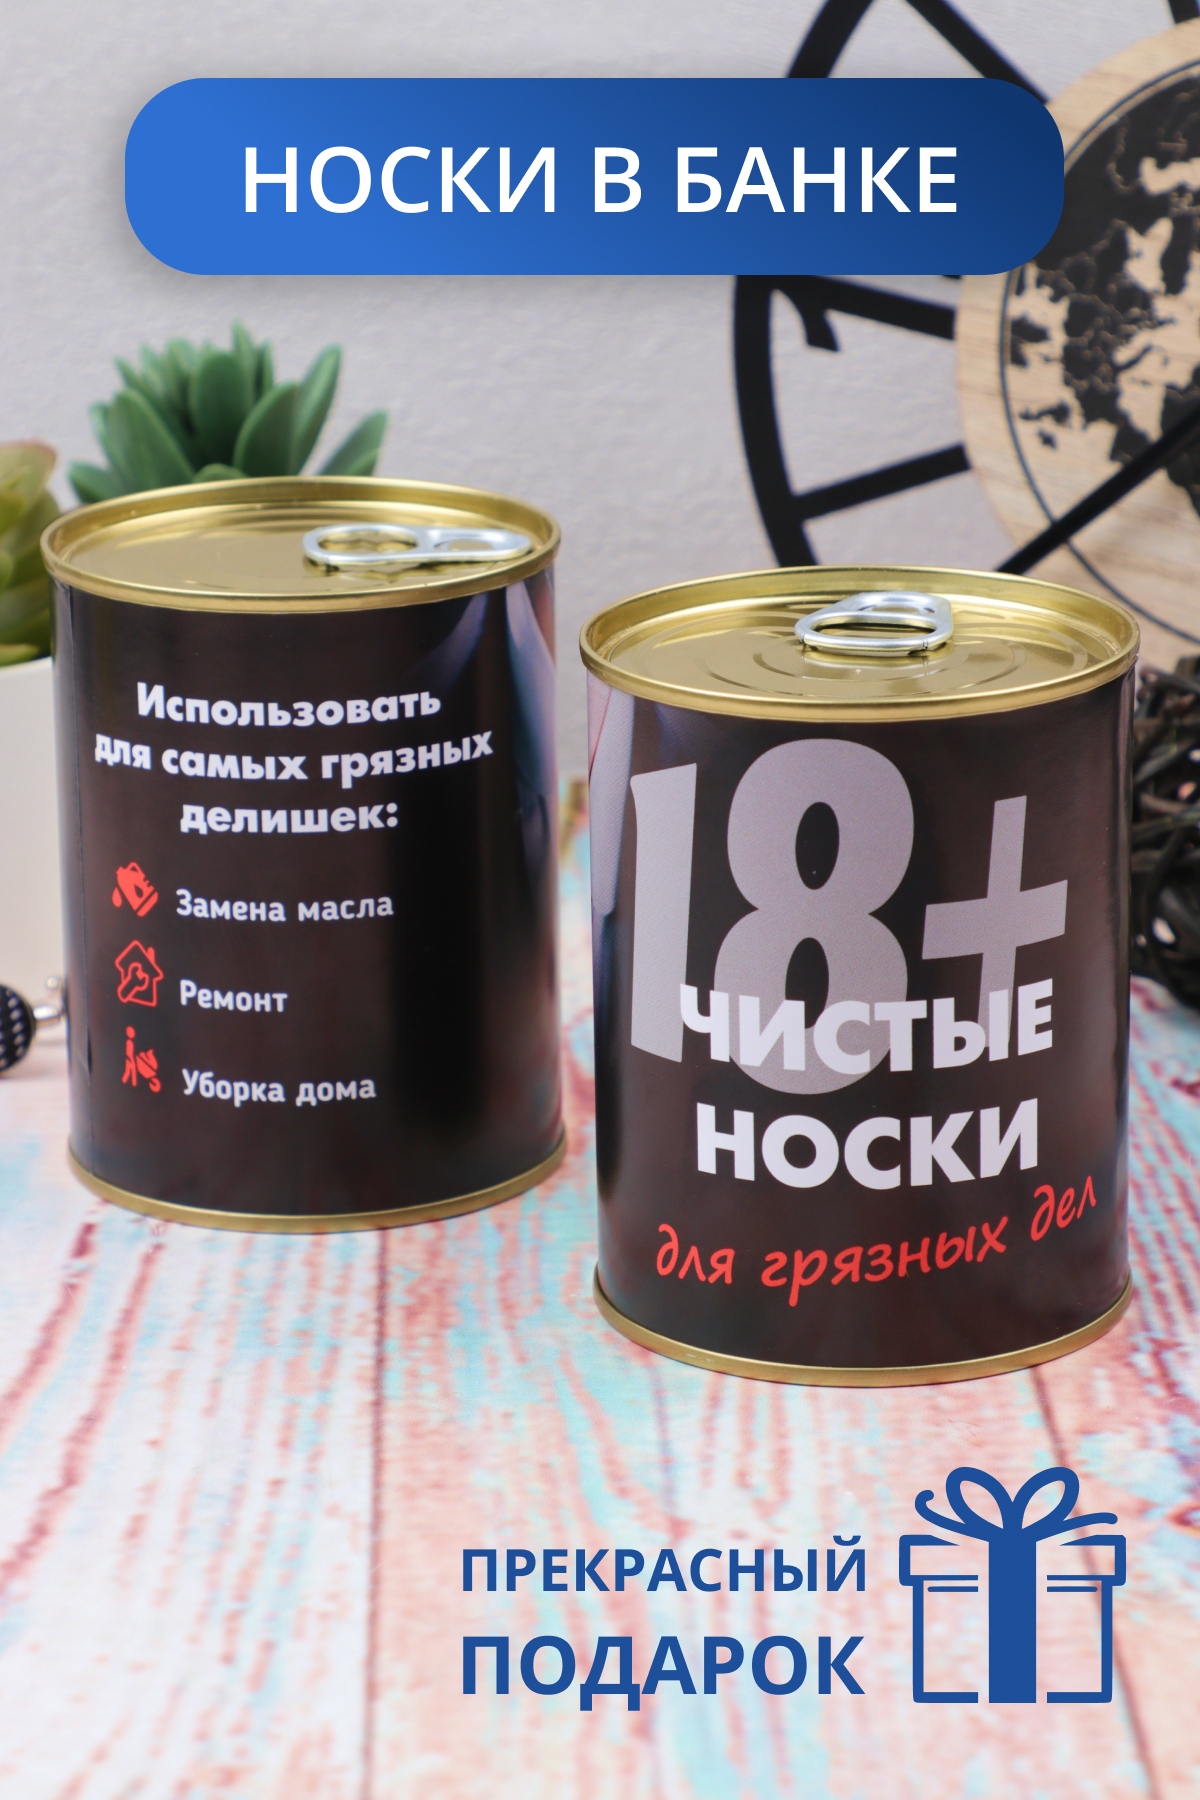 НОСКИ В БАНКЕ
Использовать
для самых грязных
делишек:
Замена масла
Ремонт
Уборка дома
18+
ЧИСТЫЕ
НОСКИ
для грязных дел
ПРЕКРАСНЫЙ
ПОДАРОК